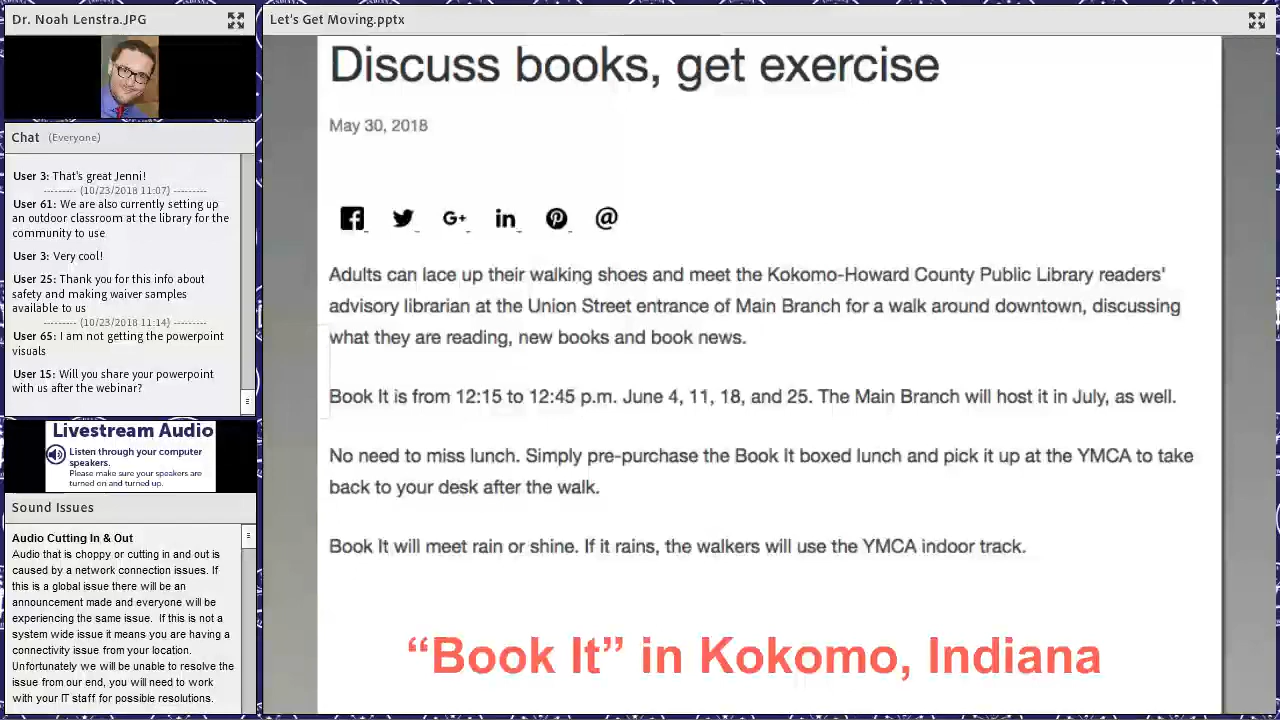 Dr. Noah Lenstra.JPG
Let's Get Moving.pptx
Chat (Everyone)
User 3: That's great Jenni!
--------- (10/23/2018 11:07) ---------
User 61: We are also currently setting up
an outdoor classroom at the library for the
community to use
User 3: Very cool!
User 25: Thank you for this info about
safety and making waiver samples
available to us
--------- (10/23/2018 11:14) ---------
User 65: I am not getting the powerpoint
visuals
User 15: Will you share your powerpoint
with us after the webinar?
Livestream Audio
Listen through your computer
speakers.
Please make sure your speakers are
turned on and turned up.
Sound Issues
Audio Cutting In & Out
Audio that is choppy or cutting in and out is
caused by a network connection issues. If
this is a global issue there will be an
announcement made and everyone will be
experiencing the same issue. If this is not a
system wide issue it means you are having a
connectivity issue from your location.
Unfortunately we will be unable to resolve the
issue from our end, you will need to work
with your IT staff for possible resolutions.
Discuss books, get exercise
May 30, 2018
Adults can lace up their walking shoes and meet the Kokomo-Howard County Public Library readers'
advisory librarian at the Union Street entrance of Main Branch for a walk around downtown, discussing
what they are reading, new books and book news.
Book It is from 12:15 to 12:45 p.m. June 4, 11, 18, and 25. The Main Branch will host it in July, as well.
No need to miss lunch. Simply pre-purchase the Book It boxed lunch and pick it up at the YMCA to take
back to your desk after the walk.
Book It will meet rain or shine. If it rains, the walkers will use the YMCA indoor track.
“Book It” in Kokomo, Indiana